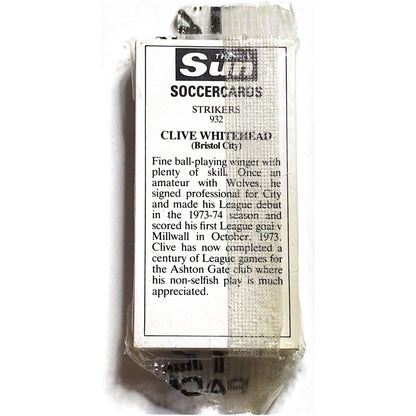 The
Sun
SOCCERCARDS
STRIKERS
932
CLIVE WHITEHEAD
(Bristol City)
Fine ball-playing winger with
plenty of skill. Once an
amateur with Wolves, he
signed professional for City
and made his League debut
in the 1973-74 season and
scored his first League goal v
Millwall in October, 1973.
Clive has now completed a
century of League games for
the Ashton Gate club where
his non-selfish play is much
appreciated.